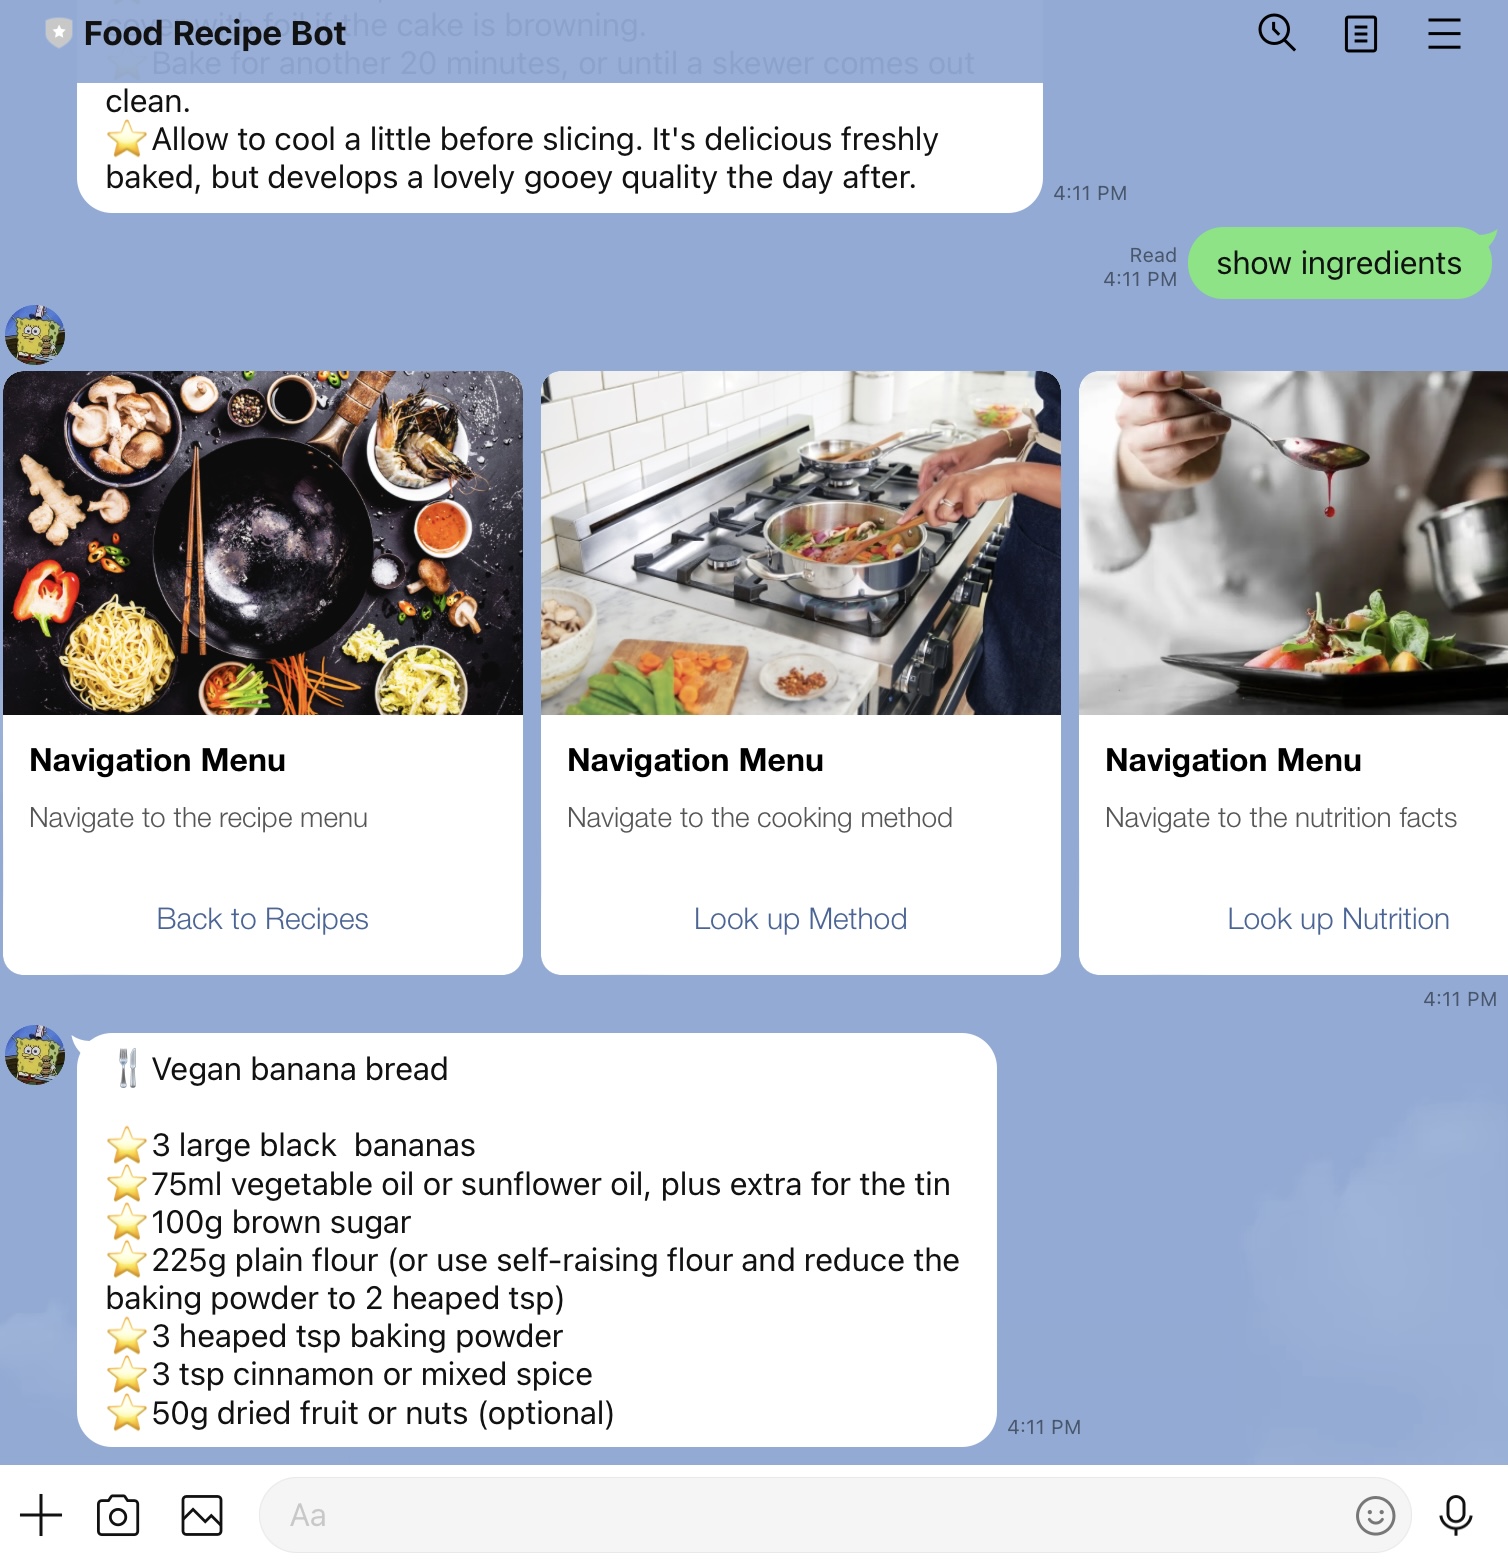 Food Recipe Bot
cover with foil if the cake is browning.
⭐Bake for another 20 minutes, or until a skewer comes out
clean.
⭐Allow to cool a little before slicing. It's delicious freshly
baked, but develops a lovely gooey quality the day after.
4:11 PM
Read
4:11 PM
show ingredients
Navigation Menu
Navigate to the recipe menu
Back to Recipes
Navigation Menu
Navigate to the cooking method
Look up Method
Navigation Menu
Navigate to the nutrition facts
Look up Nutrition
4:11 PM
🍴 Vegan banana bread
⭐3 large black  bananas
⭐75ml vegetable oil or sunflower oil, plus extra for the tin
⭐100g brown sugar
⭐225g plain flour (or use self-raising flour and reduce the
baking powder to 2 heaped tsp)
⭐3 heaped tsp baking powder
⭐3 tsp cinnamon or mixed spice
⭐50g dried fruit or nuts (optional)
4:11 PM
Aa